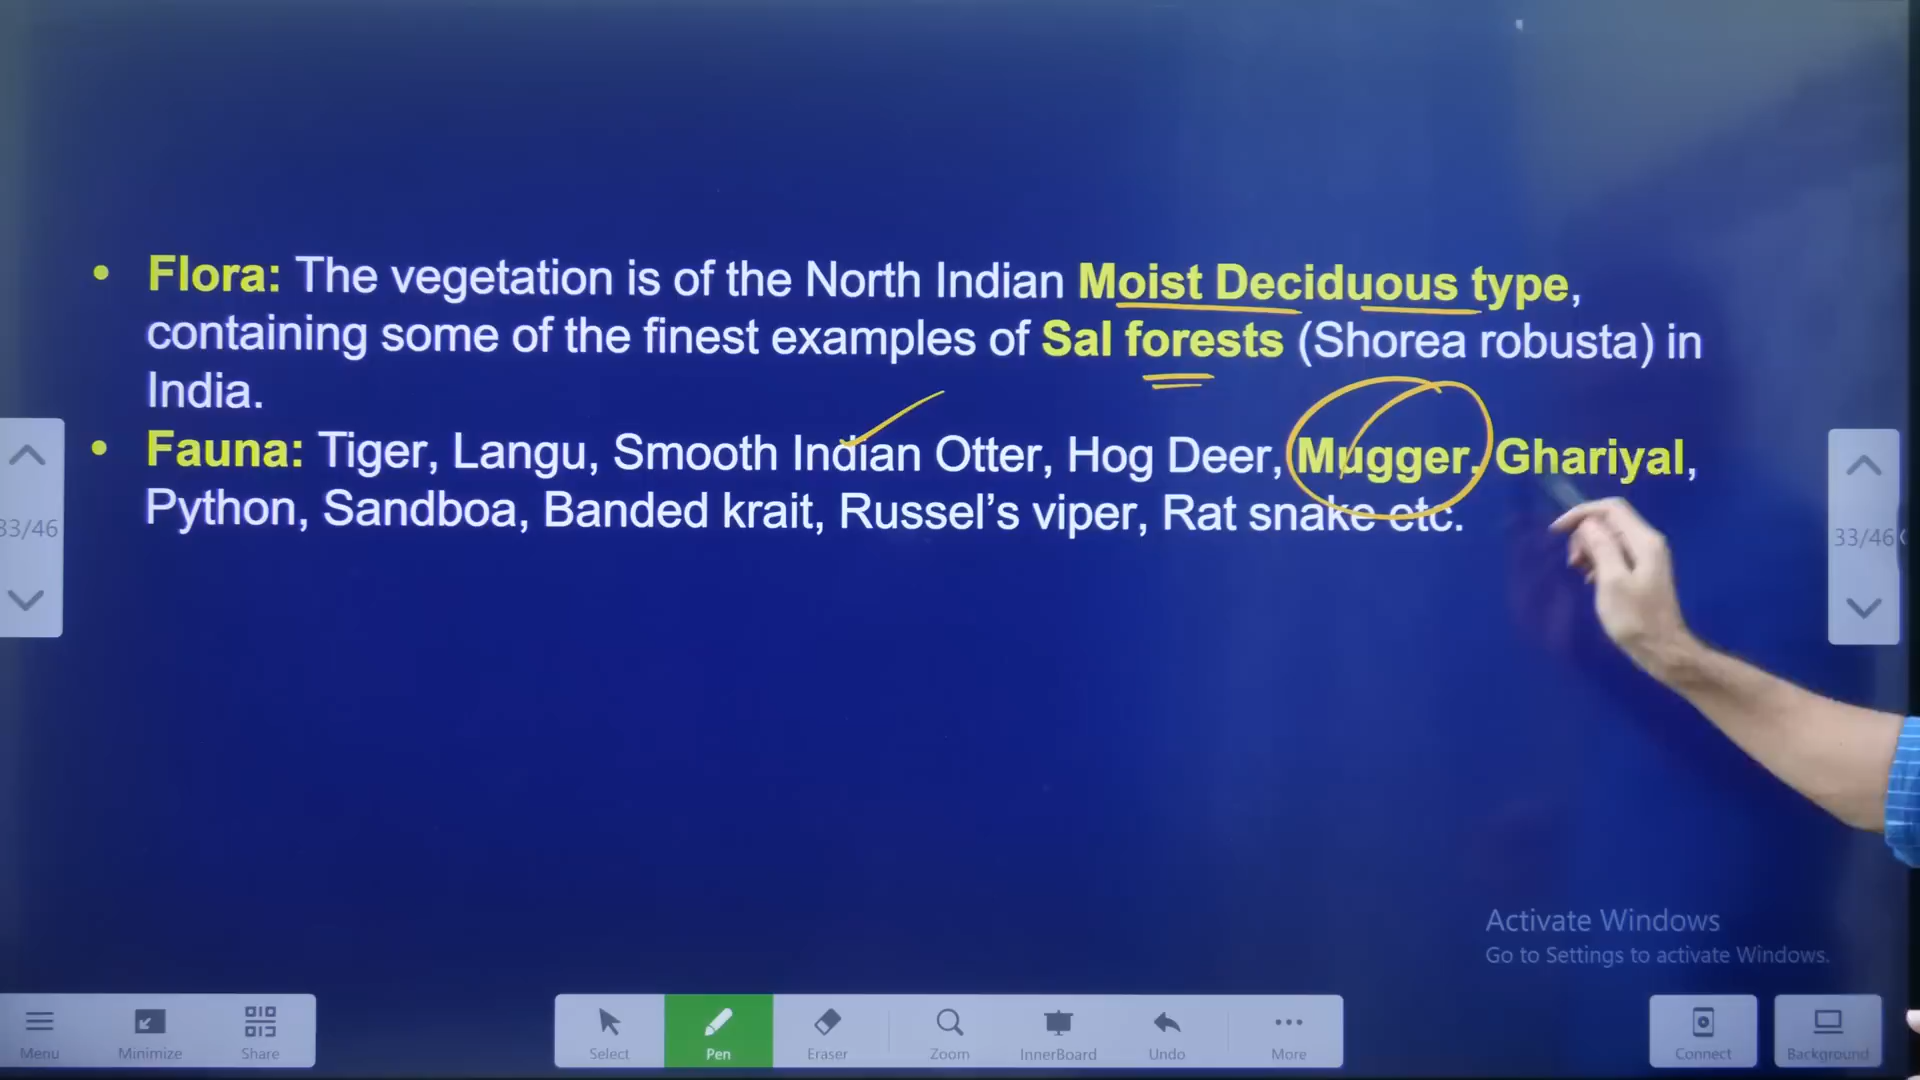 • Flora: The vegetation is of the North Indian Moist Deciduous type,
containing some of the finest examples of Sal forests (Shorea robusta) in
India.
• Fauna: Tiger, Langu, Smooth Indian Otter, Hog Deer, Mugger, Ghariyal,
Python, Sandboa, Banded krait, Russel’s viper, Rat snake etc.
33/46
33/46
Activate Windows
Go to Settings to activate Windows.
Menu Minimize Share Select Pen Eraser Zoom InnerBoard Undo More Connect Background